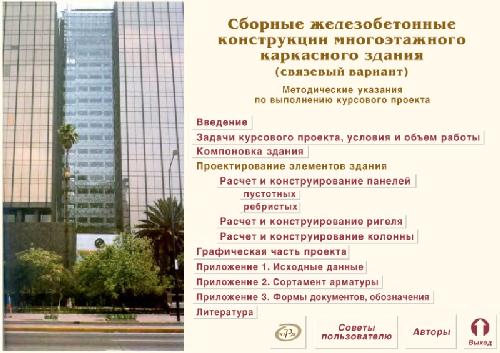 Сборные железобетонные
конструкции многоэтажного
каркасного здания
(связевый вариант)
Методические указания
по выполнению курсового проекта
Введение
Задачи курсового проекта, условия и объем работы
Компоновка здания
Проектирование элементов здания
Расчет и конструирование панелей
пустотных
ребристых
Расчет и конструирование ригеля
Расчет и конструирование колонны
Графическая часть проекта
Приложение 1. Исходные данные
Приложение 2. Сортамент арматуры
Приложение 3. Формы документов, обозначения
Литература
Советы
пользователю
Авторы
Выход